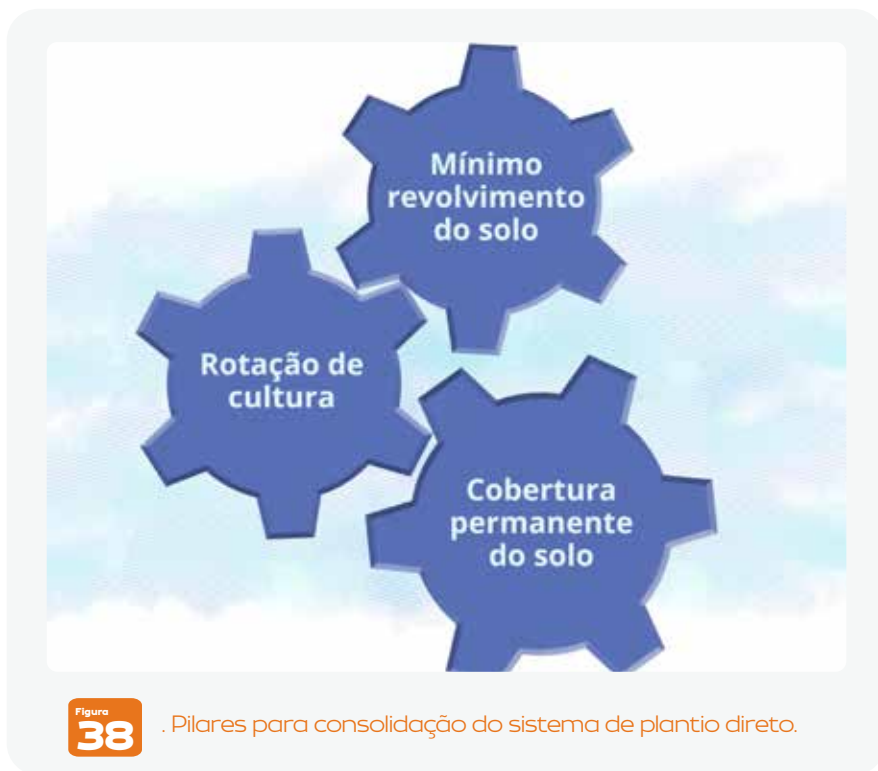 Mínimo
revolvimento
do solo
Rotação de
cultura
Cobertura
permanente
do solo
Figura
38
. Pilares para consolidação do sistema de plantio direto.